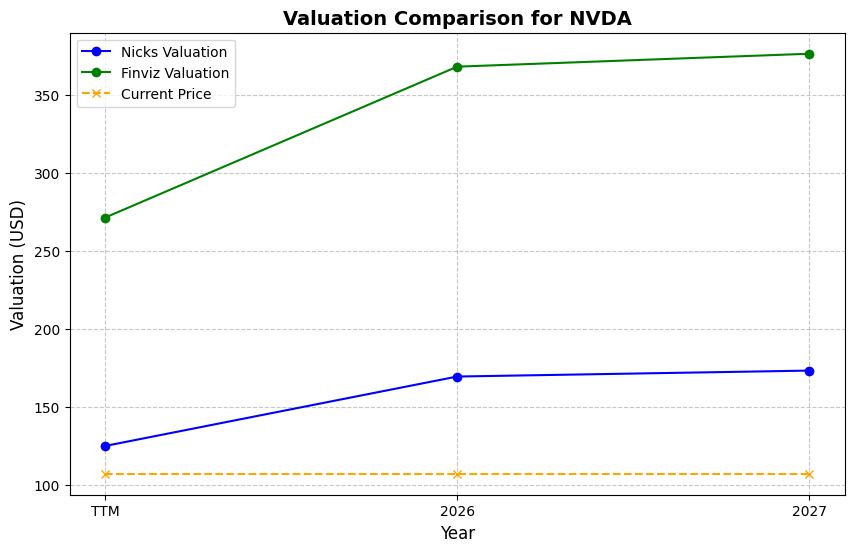 Valuation Comparison for NVDA
Nicks Valuation
Finviz Valuation
Current Price
Valuation (USD)
350
300
250
200
150
100
TTM
2026
2027
Year